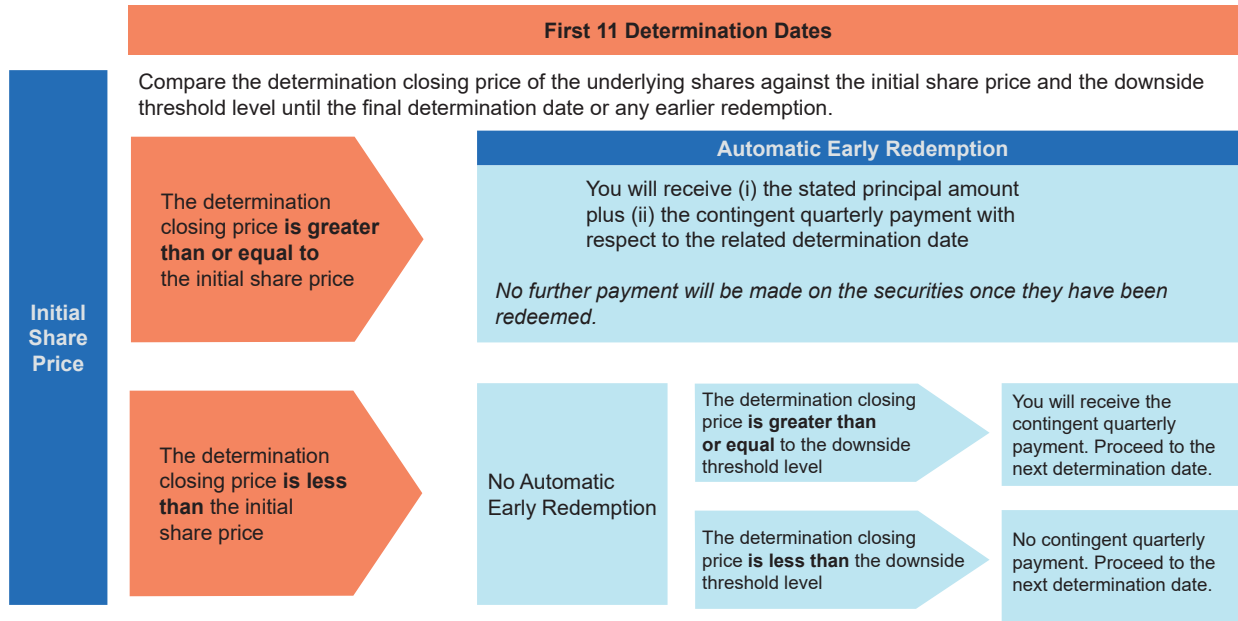 First 11 Determination Dates
Compare the determination closing price of the underlying shares against the initial share price and the downside
threshold level until the final determination date or any earlier redemption.
Initial
Share
Price
The determination
closing price is greater
than or equal to
the initial share price
Automatic Early Redemption
You will receive (i) the stated principal amount
plus (ii) the contingent quarterly payment with
respect to the related determination date
No further payment will be made on the securities once they have been
redeemed.
The determination
closing price is less
than the initial
share price
No Automatic
Early Redemption
The determination closing
price is greater than
or equal to the downside
threshold level
You will receive the
contingent quarterly
payment. Proceed to the
next determination date.
The determination closing
price is less than the downside
threshold level
No contingent quarterly
payment. Proceed to the
next determination date.